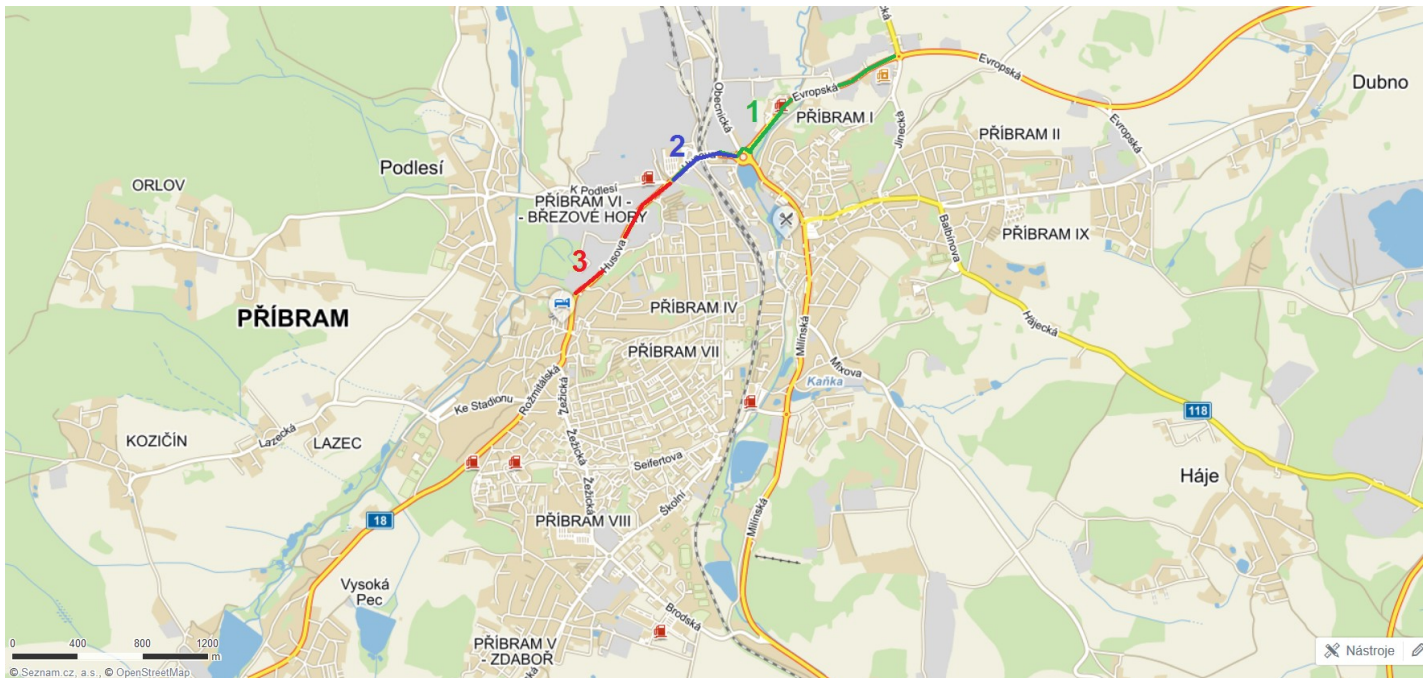 Obecnická
Evropská
Dubno
1
Evropská
PŘÍBRAM I
PŘÍBRAM II
Evropská
Jinecká
2
Podlesí
ORLOV
K Podlesí
PŘÍBRAM VI -
- BŘEZOVÉ HORY
PŘÍBRAM IX
Balbínova
Husova
3
PŘÍBRAM
PŘÍBRAM IV
Hájecká
Milínská
PŘÍBRAM VII
Mixova
Kaňka
Rožmitálská
Žežická
Ke Stadionu
118
KOZIČÍN
Lazecká
LAZEC
Žežická
Seifertova
Háje
Žežická
Školní
18
PŘÍBRAM VIII
Milínská
Vysoká
Pec
Brodská
PŘÍBRAM V
- ZDABOŘ
0 400 800 1200
m
Nástroje
© Seznam.cz, a.s., © OpenStreetMap